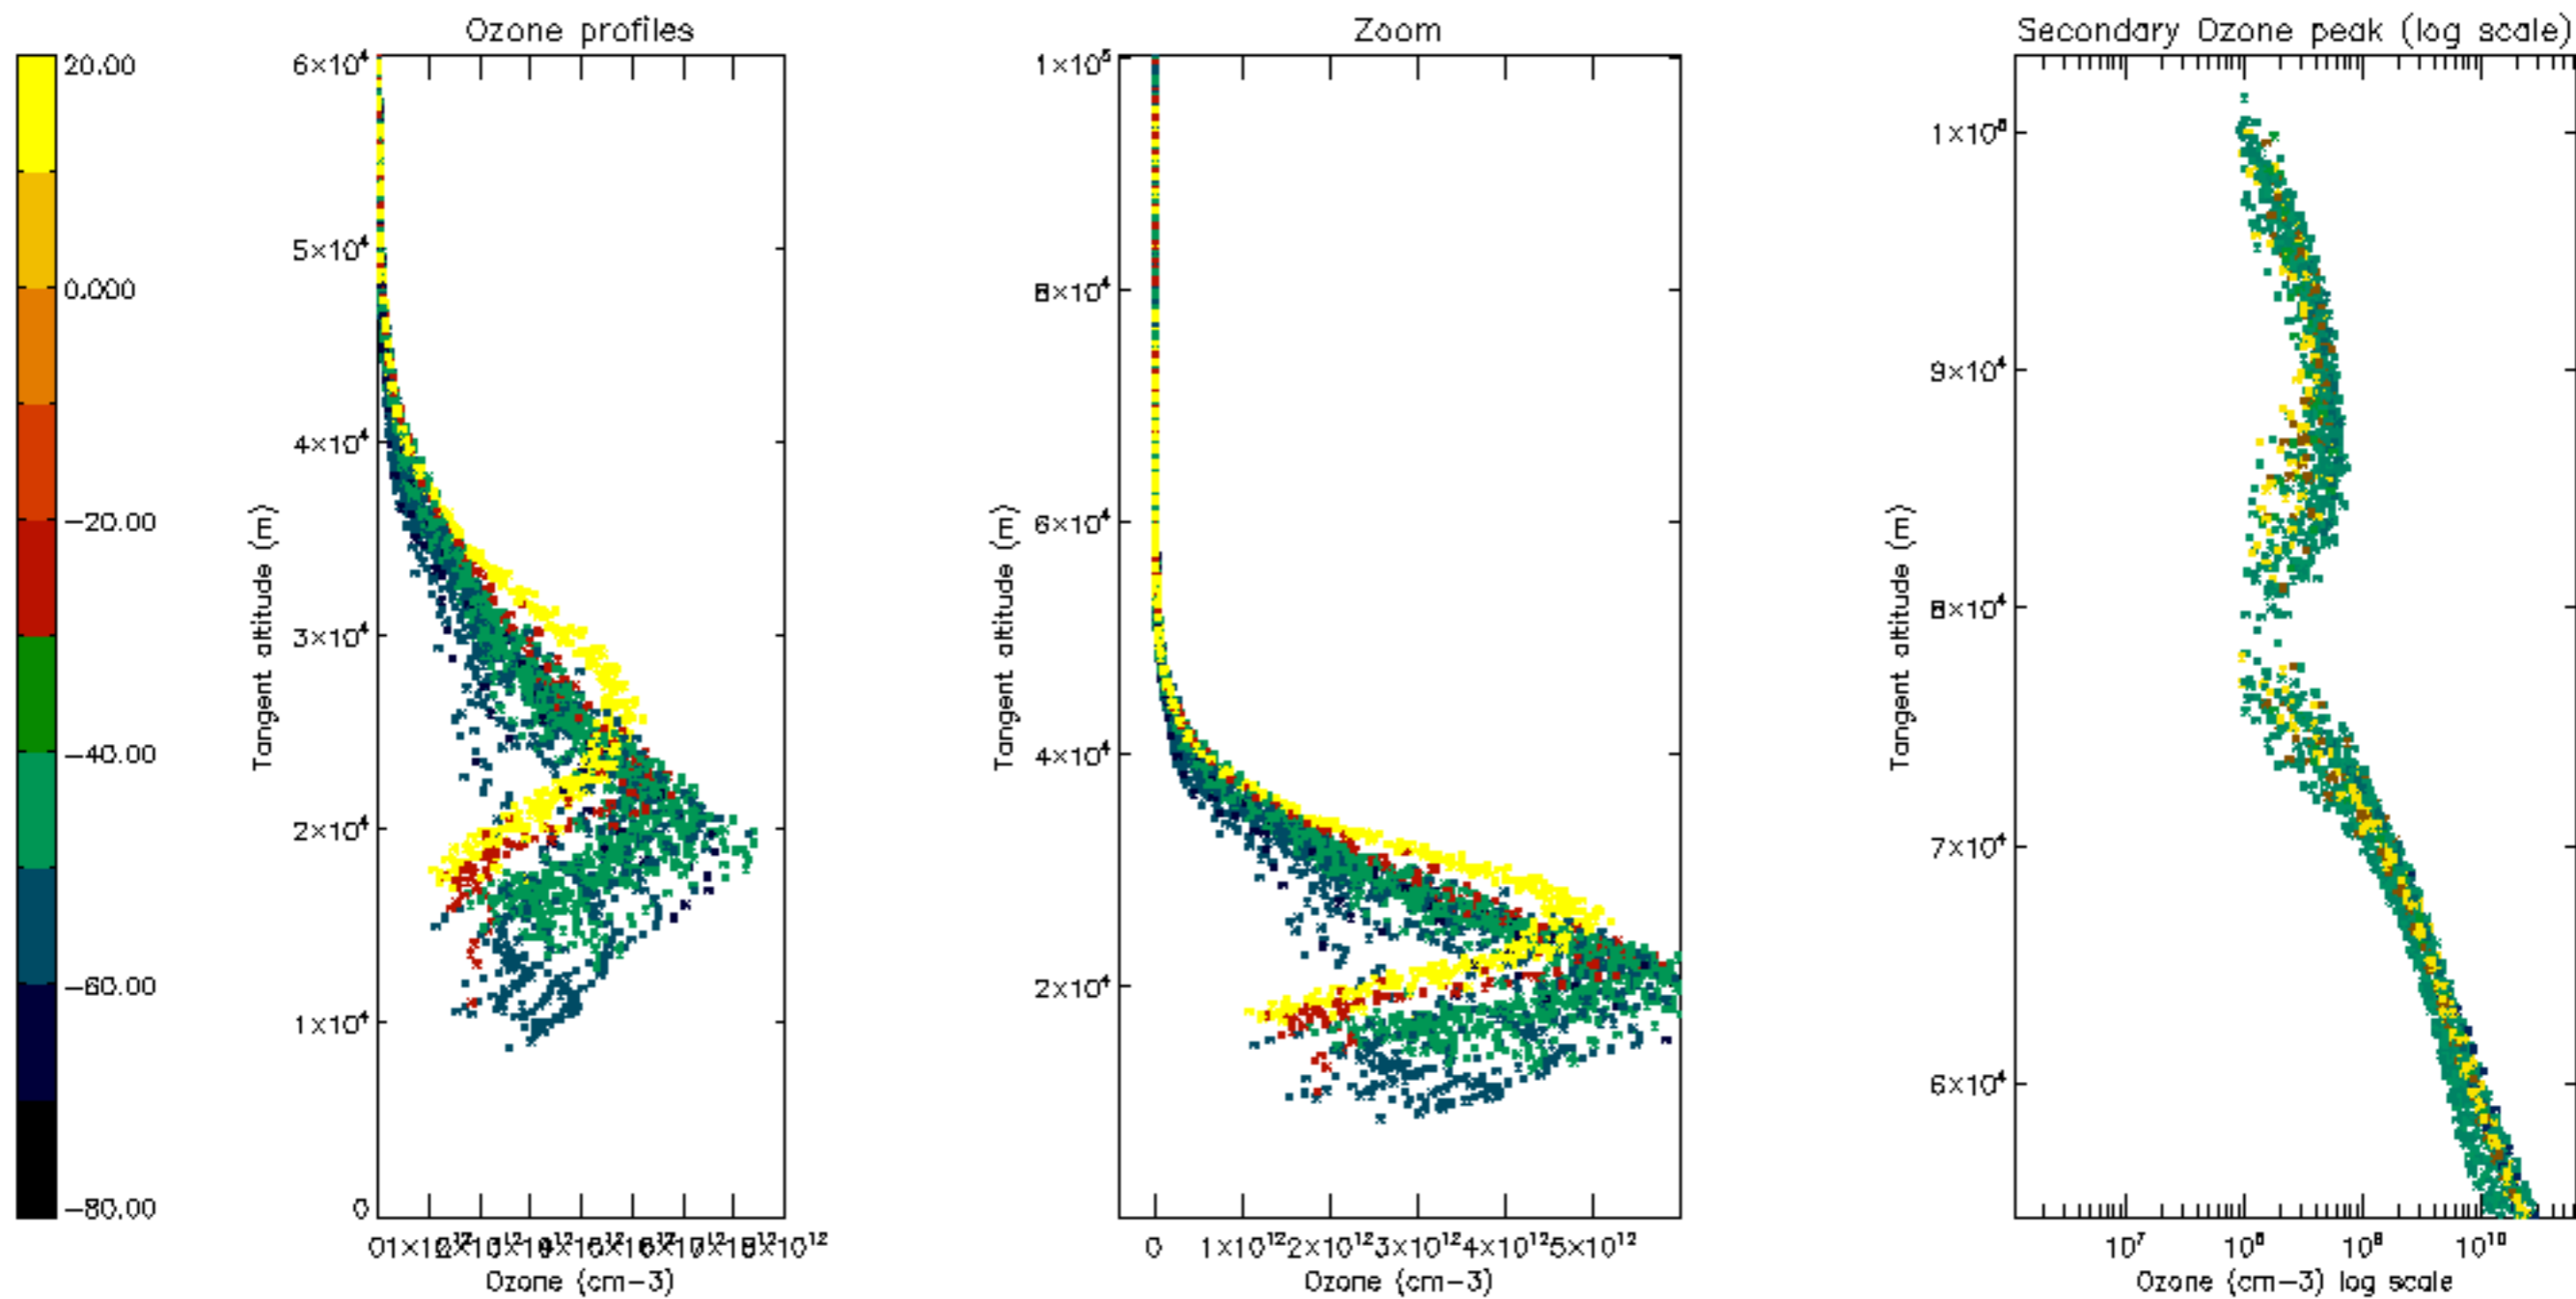 Ozone profiles
Zoom
Secondary Ozone peak (log scale)
20.00
0.000
−20.00
−40.00
−60.00
−80.00
6×10⁴
5×10⁴
4×10⁴
3×10⁴
2×10⁴
1×10⁴
0
Tangent altitude (m)
Ozone (cm−3)
1×10⁵
8×10⁴
6×10⁴
4×10⁴
2×10⁴
Tangent altitude (m)
0 1×10¹² 2×10¹² 3×10¹² 4×10¹² 5×10¹²
Ozone (cm−3)
9×10⁴
8×10⁴
7×10⁴
6×10⁴
Tangent altitude (m)
10⁷ 10⁸ 10⁹ 10¹⁰
Ozone (cm−3) log scale